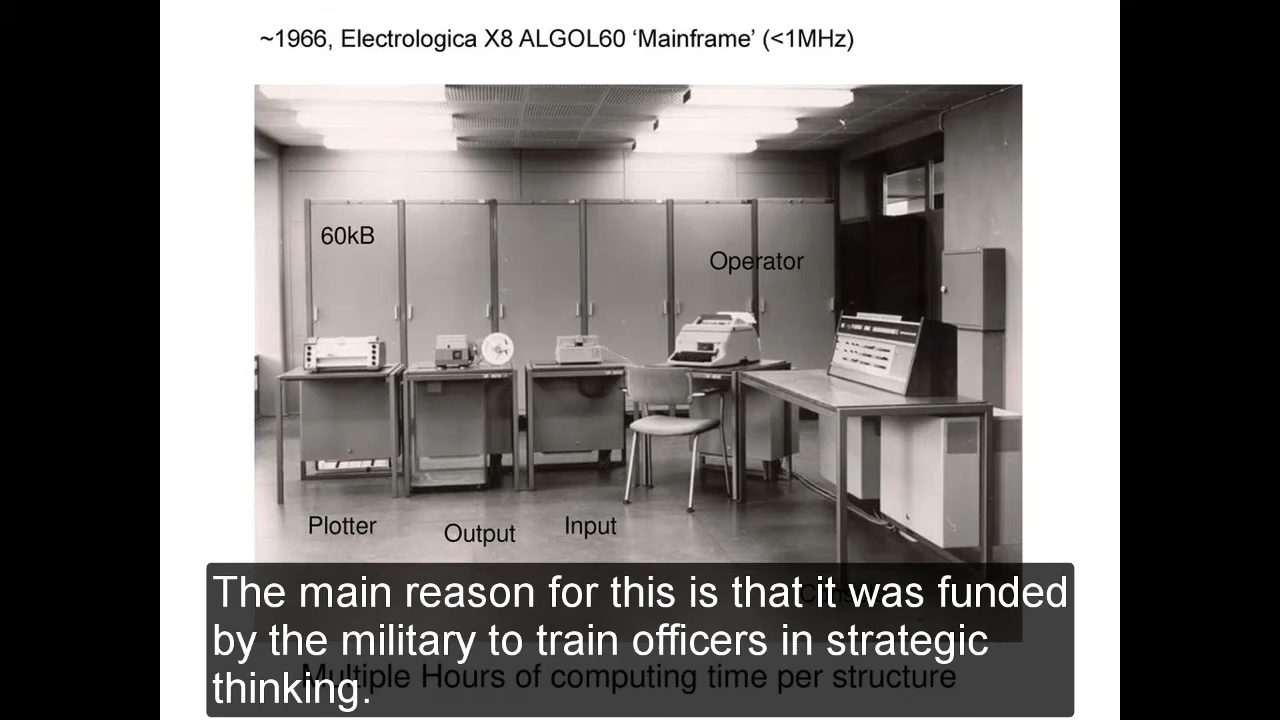 ~1966, Electrologica X8 ALGOL60 ‘Mainframe’ (<1MHz)
60kB
Operator
Plotter
Output
Input
The main reason for this is that it was funded
by the military to train officers in strategic
thinking.
Multiple Hours of computing time per structure